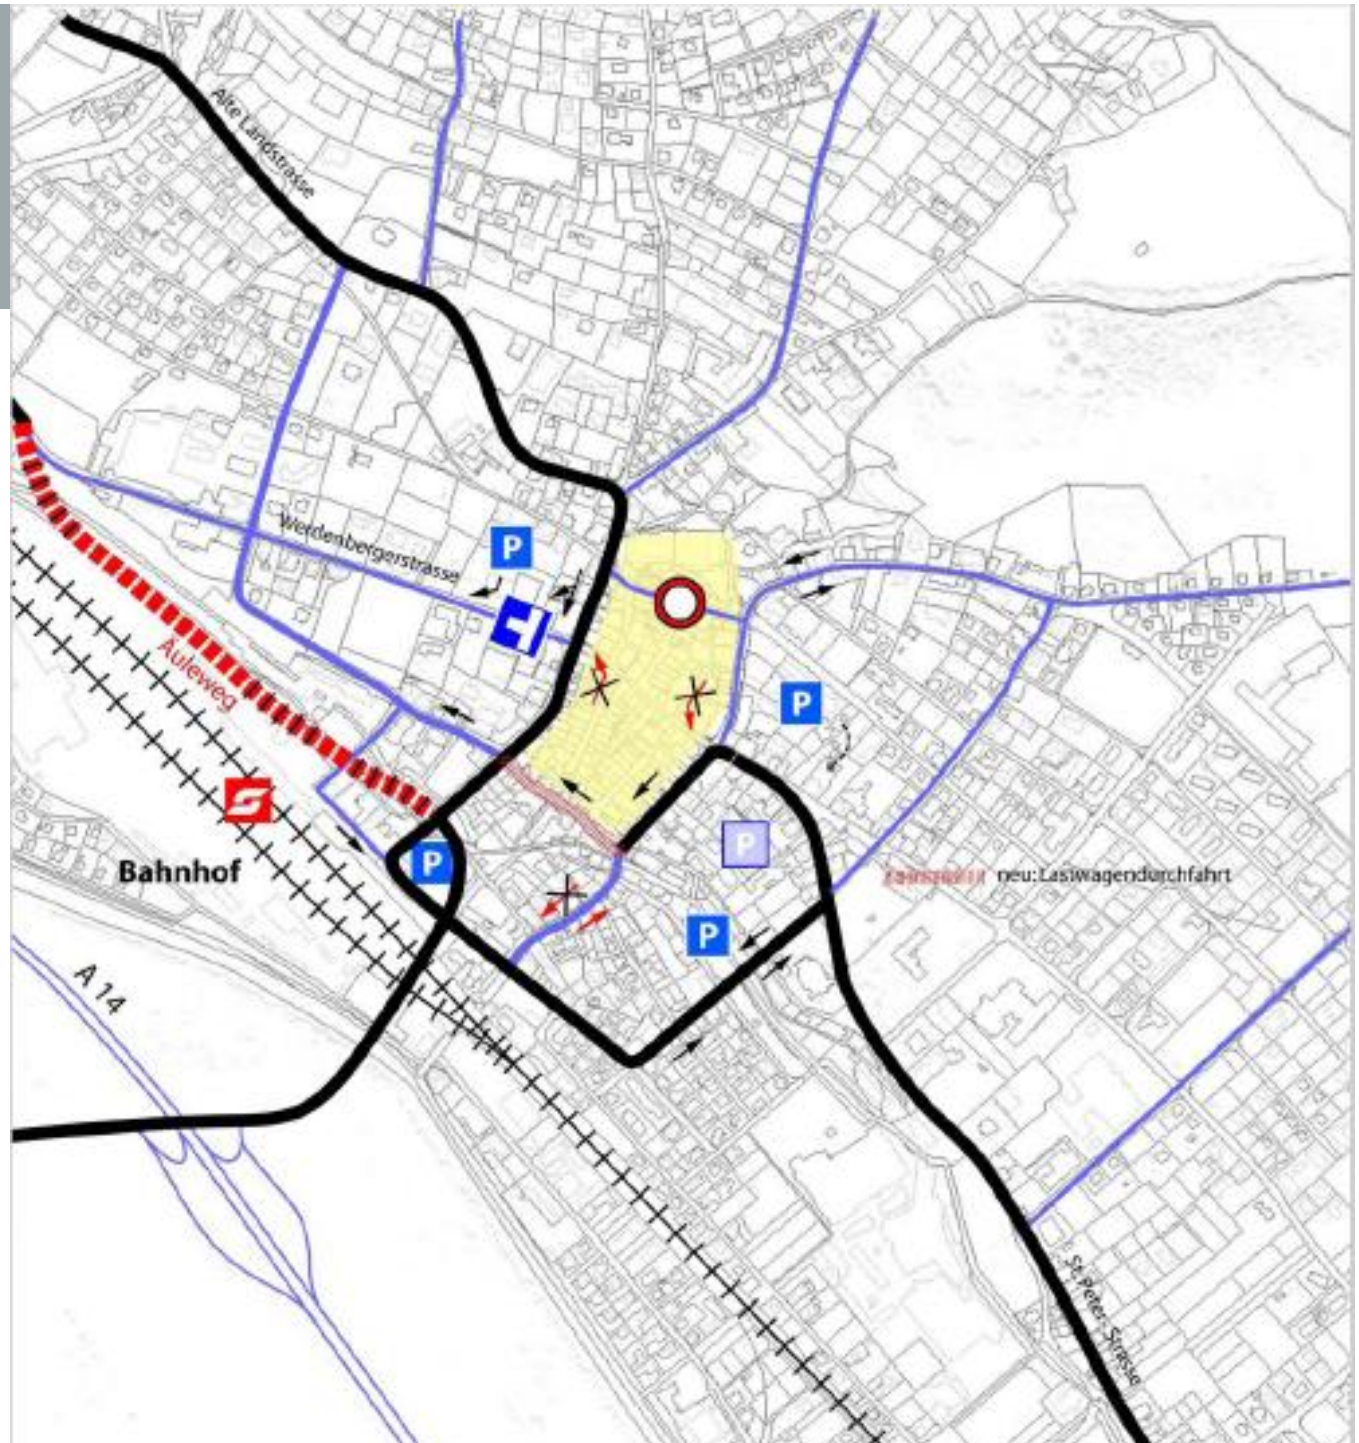 Alte Landstrasse
Werdenbergerstrasse
P
Auleweg
P
P
Bahnhof
P
neu:Lastwagendurchfahrt
P
A 14
St. Peter-Strasse